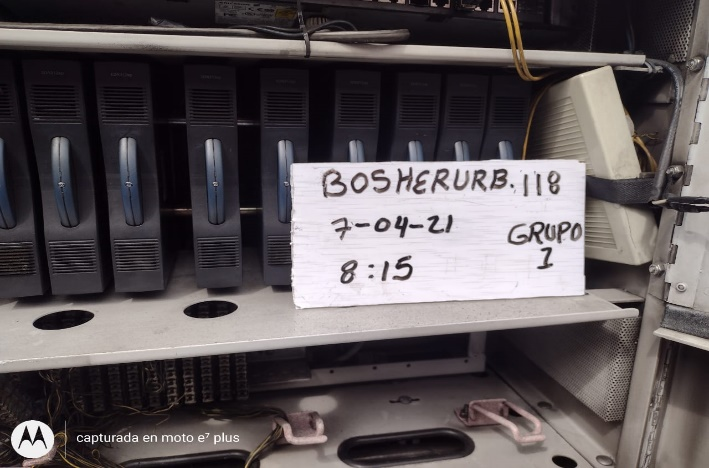 BOSHERURB. 118
7-04-21
GRUPO
I
8:15
capturada en moto e⁷ plus